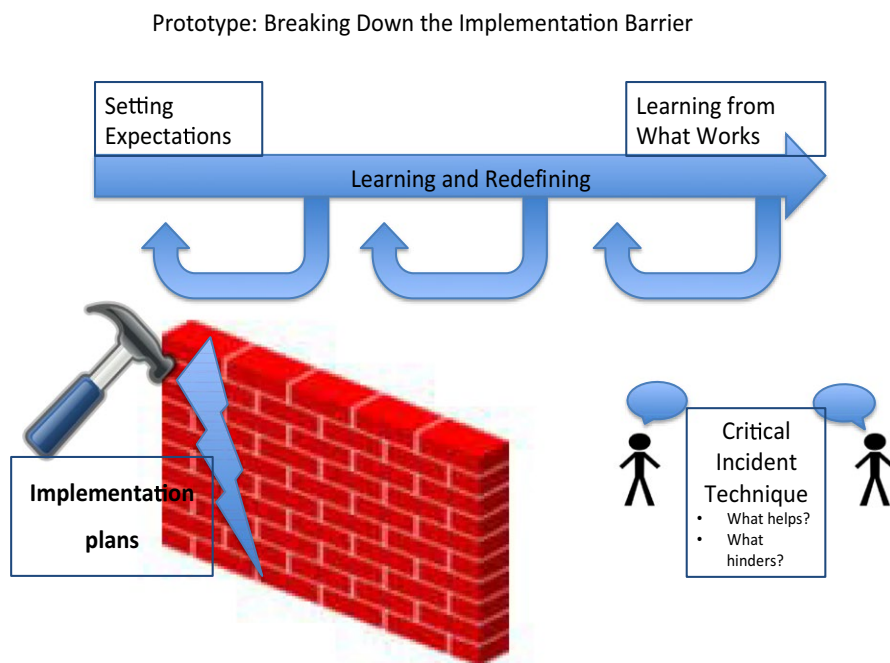 Prototype: Breaking Down the Implementation Barrier
Setting
Expectations
Learning from
What Works
Learning and Redefining
Implementation
plans
Critical
Incident
Technique
• What helps?
• What
hinders?